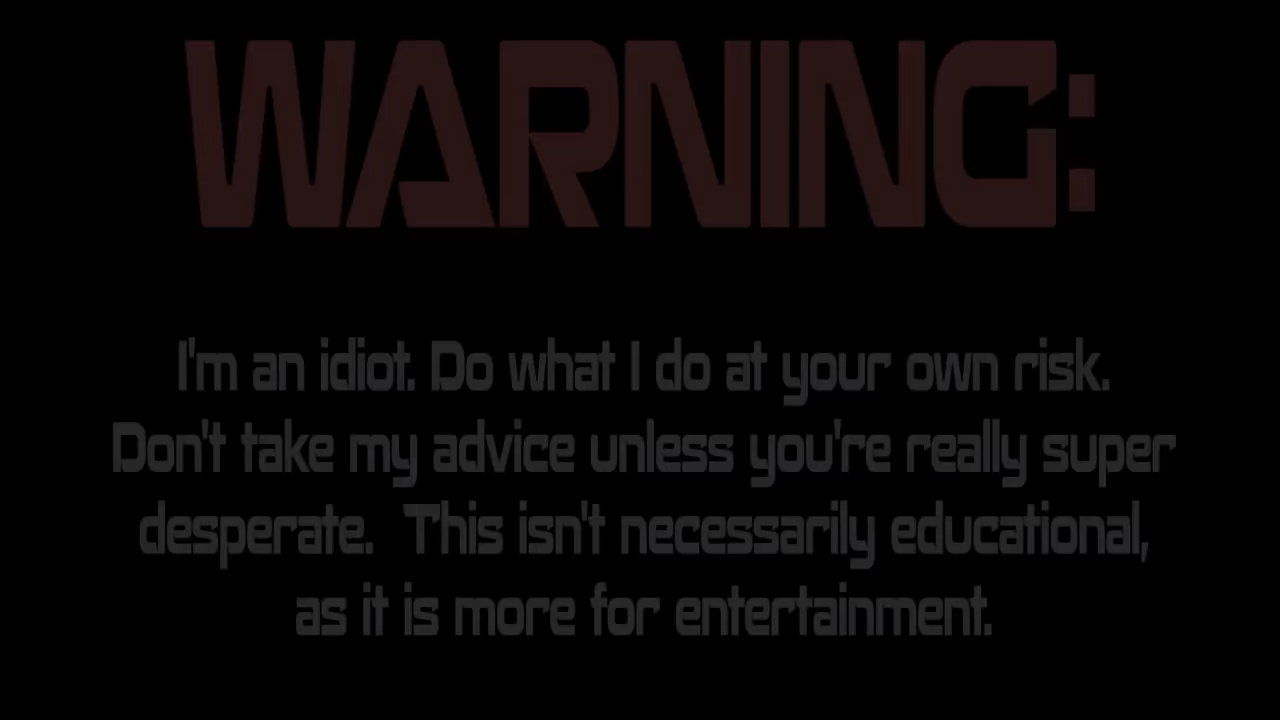 WARNING:
I'm an idiot. Do what I do at your own risk.
Don't take my advice unless you're really super
desperate.  This isn't necessarily educational,
as it is more for entertainment.